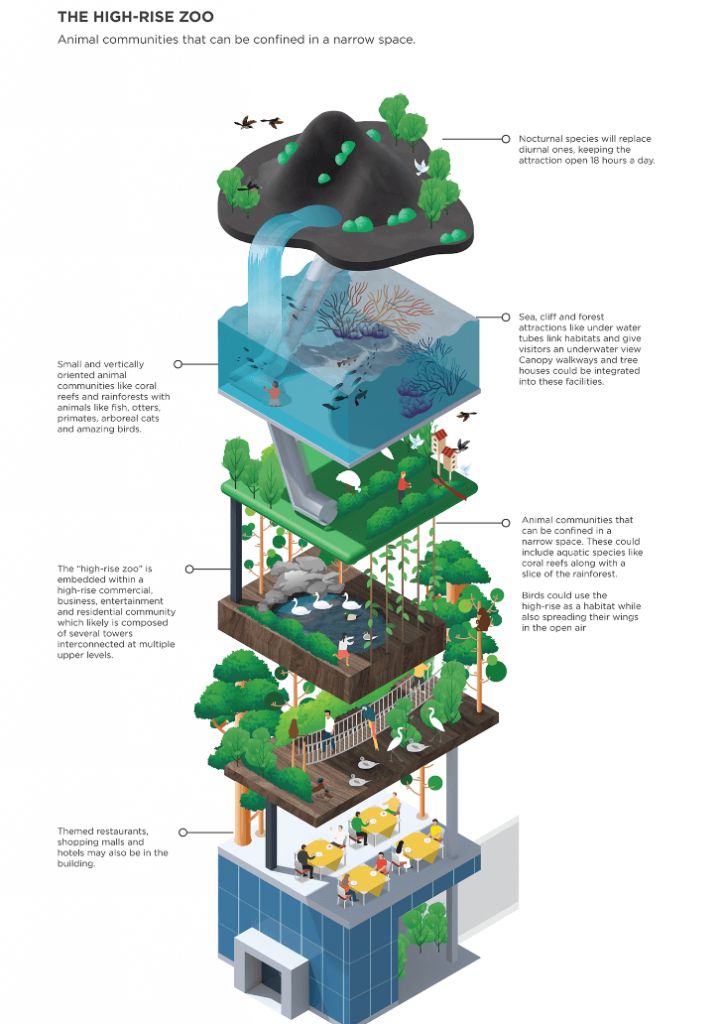 THE HIGH-RISE ZOO
Animal communities that can be confined in a narrow space.
Nocturnal species will replace
diurnal ones, keeping the
attraction open 18 hours a day.
Sea, cliff and forest
attractions like under water
tubes link habitats and give
visitors an underwater view
Canopy walkways and tree
houses could be integrated
into these facilities.
Small and vertically
oriented animal
communities like coral
reefs and rainforests with
animals like fish, otters,
primates, arboreal cats
and amazing birds.
Animal communities that
can be confined in a
narrow space. These could
include aquatic species like
coral reefs along with a
slice of the rainforest.
Birds could use the
high-rise as a habitat while
also spreading their wings
in the open air
The "high-rise zoo" is
embedded within a
high-rise commercial,
business, entertainment
and residential community
which likely is composed
of several towers
interconnected at multiple
upper levels.
Themed restaurants,
shopping malls and
hotels may also be in the
building.